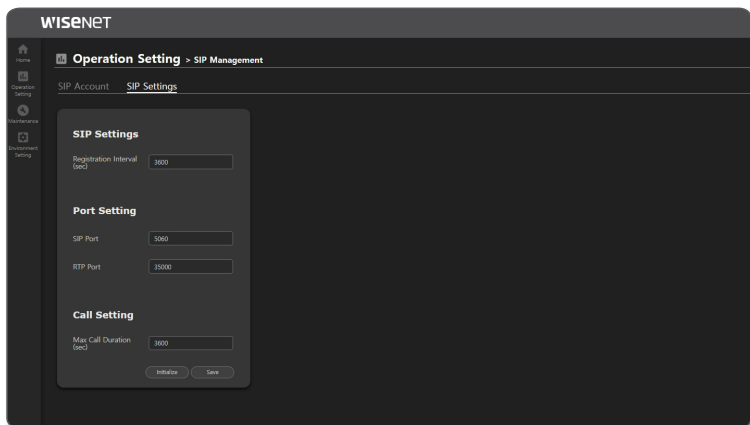 WISENET
Home
Operation
Setting
Maintenance
Environment
Setting
Operation Setting > SIP Management
SIP Account SIP Settings
SIP Settings
Registration Interval
(sec)
3600
Port Setting
SIP Port 5060
RTP Port 35000
Call Setting
Max Call Duration
(sec)
3600
Initialize Save